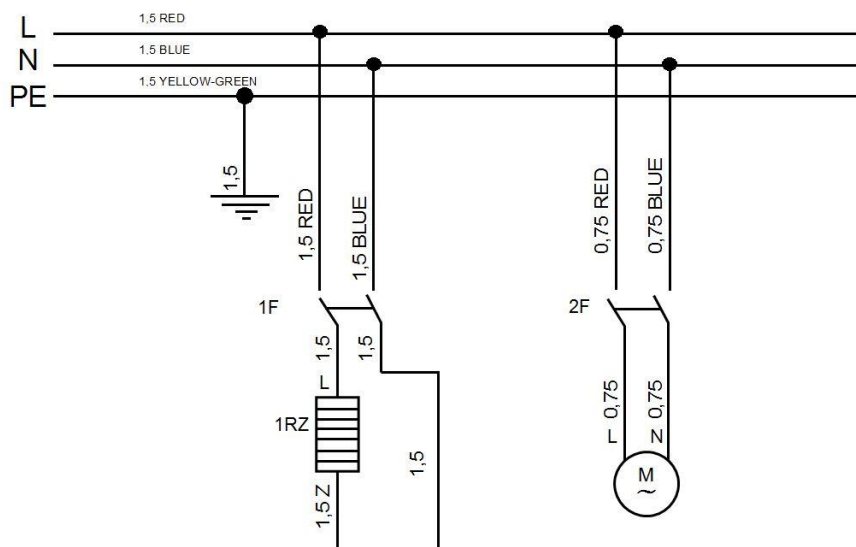 L
1,5 RED
N
1,5 BLUE
PE
1,5 YELLOW-GREEN
1,5
1,5 RED
1,5 BLUE
0,75 RED
0,75 BLUE
1F
2F
1,5
1,5
L
1RZ
1,5 Z
1,5
0,75
0,75
L
N
M
~